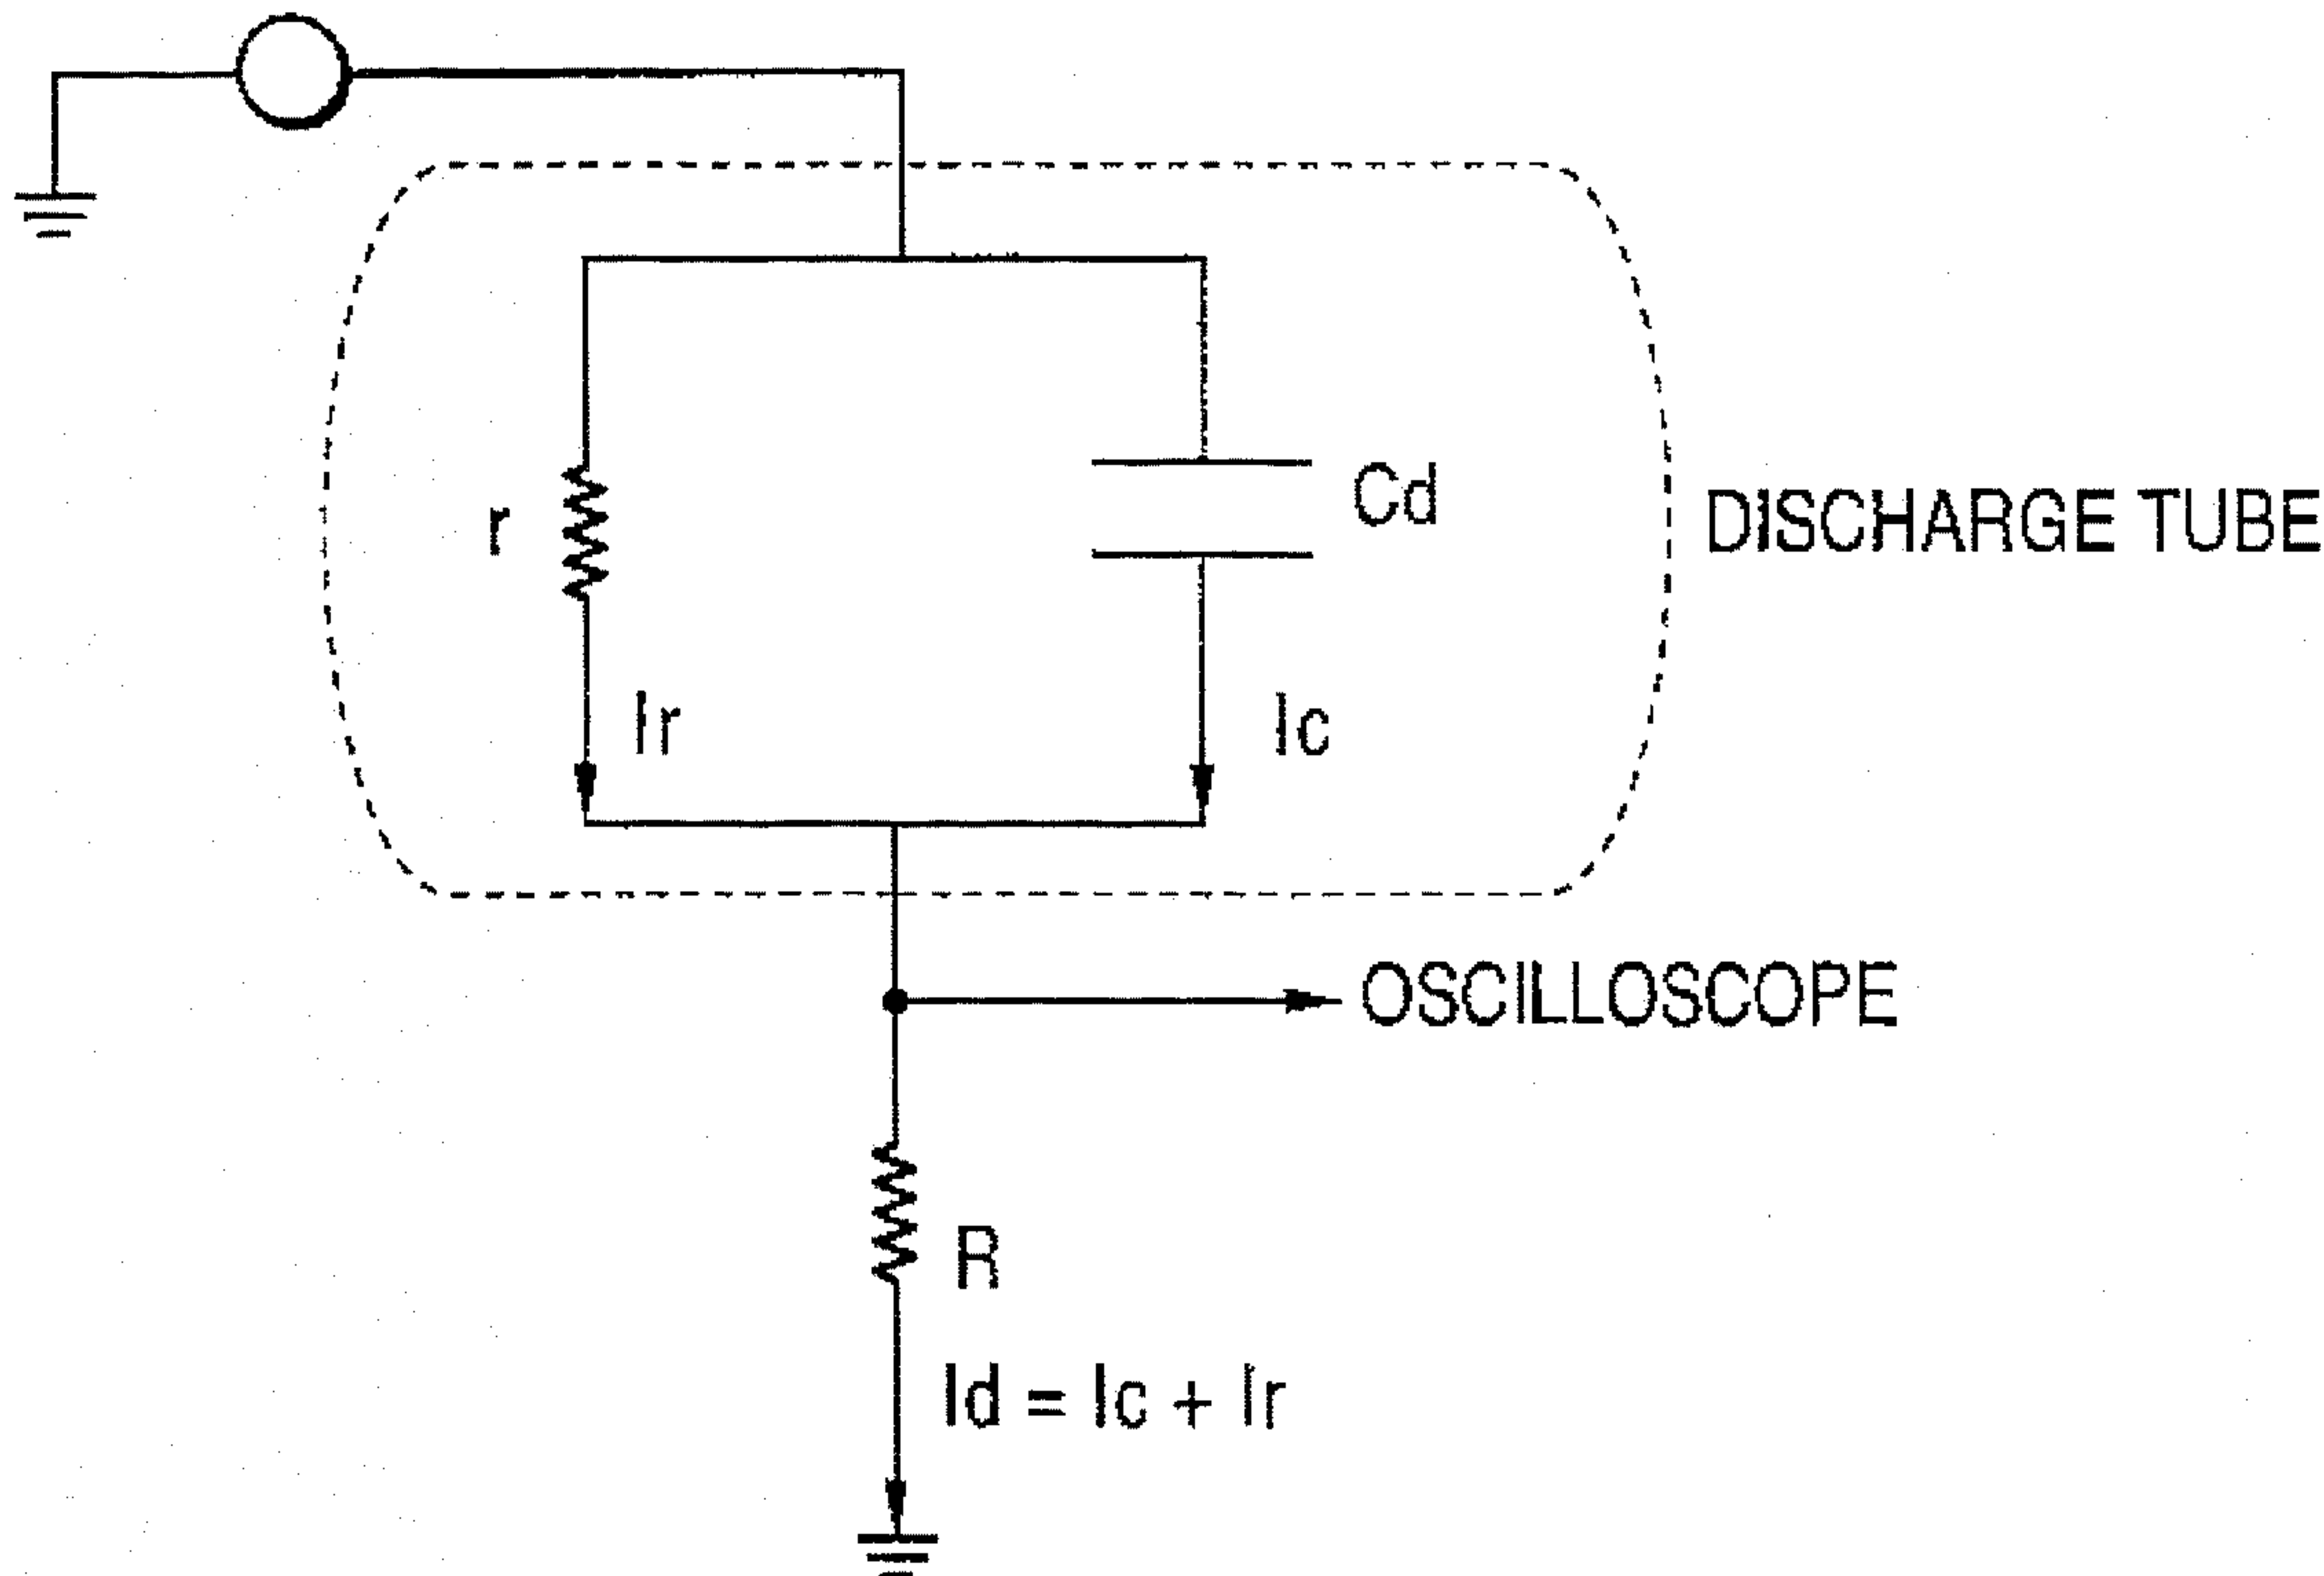 r
Cd
DISCHARGE TUBE
Ir
Ic
OSCILLOSCOPE
R
Id = Ic + Ir